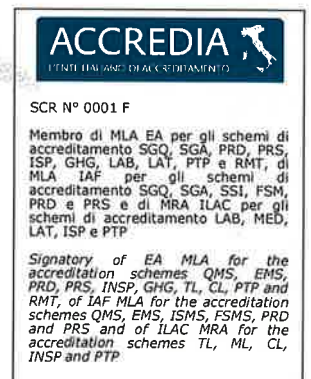 ACCREDIA
L'ENTE ITALIANO DI ACCREDITAMENTO
SCR N° 0001 F
Membro di MLA EA per gli schemi di
accreditamento SGQ, SGA, PRD, PRS,
ISP, GHG, LAB, LAT, PTP e RMT, di
MLA IAF per gli schemi di
accreditamento SGQ, SGA, SSI, FSM,
PRD e PRS e di MRA ILAC per gli
schemi di accreditamento LAB, MED,
LAT, ISP e PTP
Signatory of EA MLA for the
accreditation schemes QMS, EMS,
PRD, PRS, INSP, GHG, TL, CL, PTP and
RMT, of IAF MLA for the accreditation
schemes QMS, EMS, ISMS, FSMS, PRD
and PRS and of ILAC MRA for the
accreditation schemes TL, ML, CL,
INSP and PTP